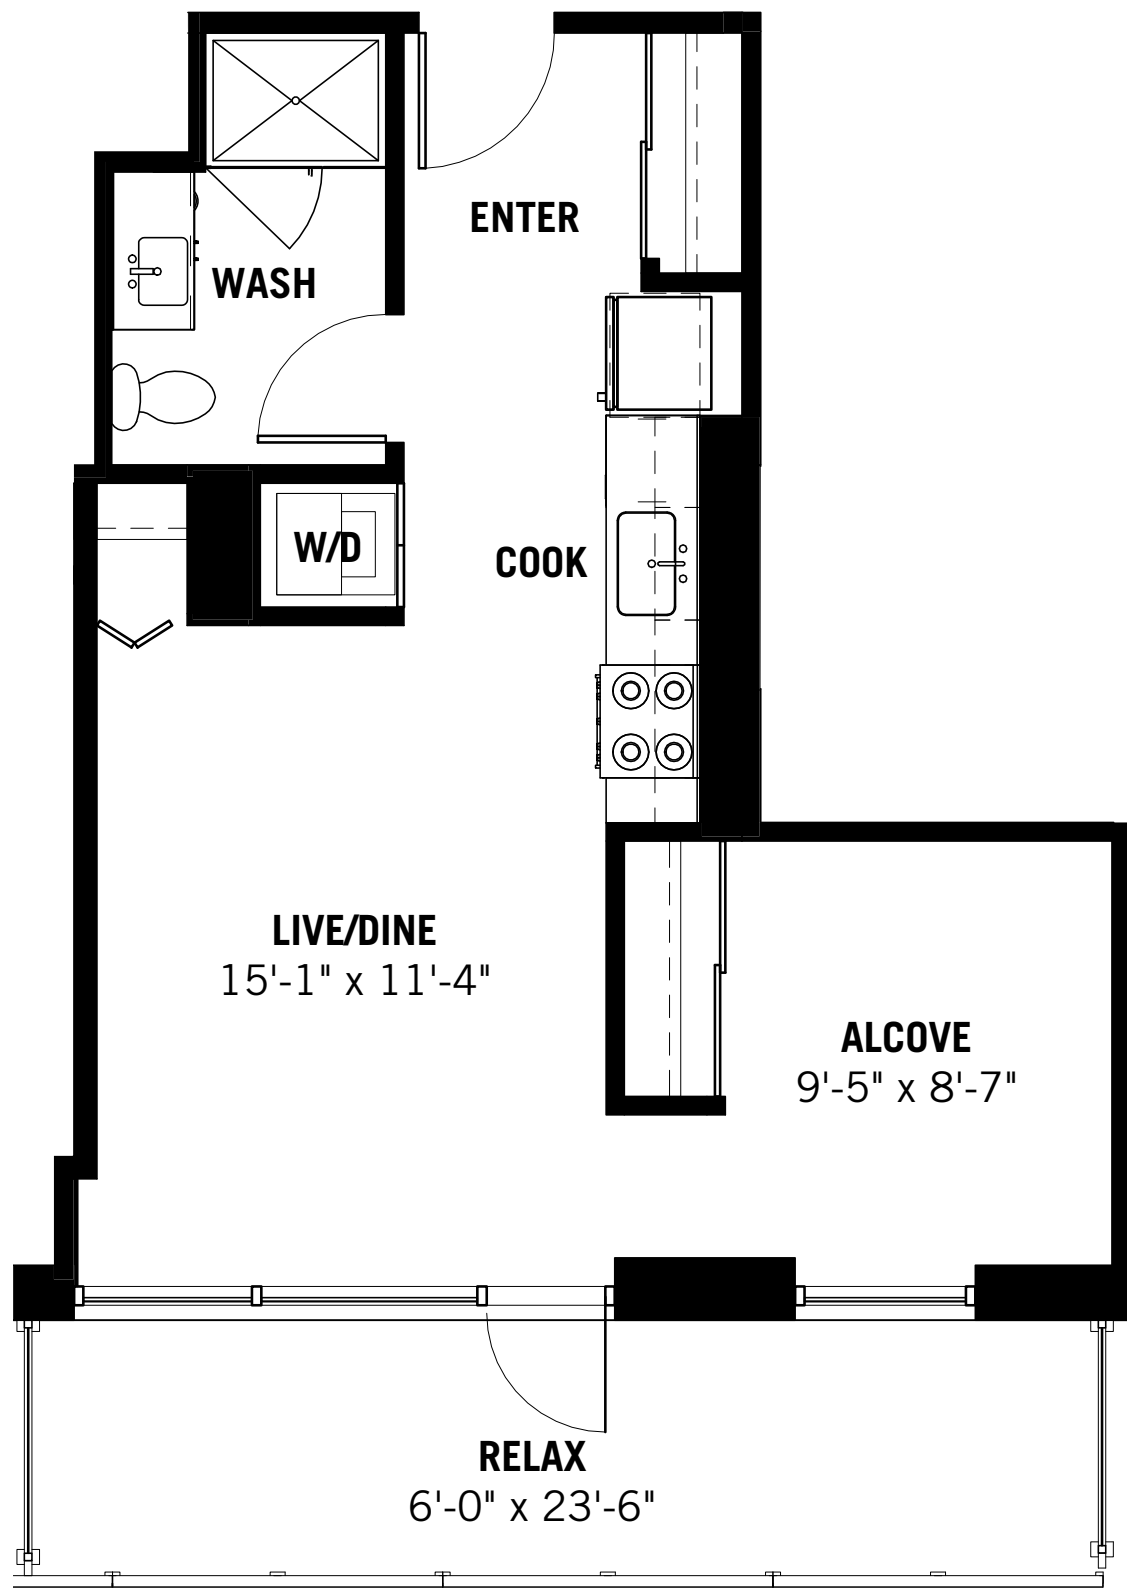 ENTER
WASH
W/D
COOK
LIVE/DINE
15'-1" x 11'-4"
ALCOVE
9'-5" x 8'-7"
RELAX
6'-0" x 23'-6"